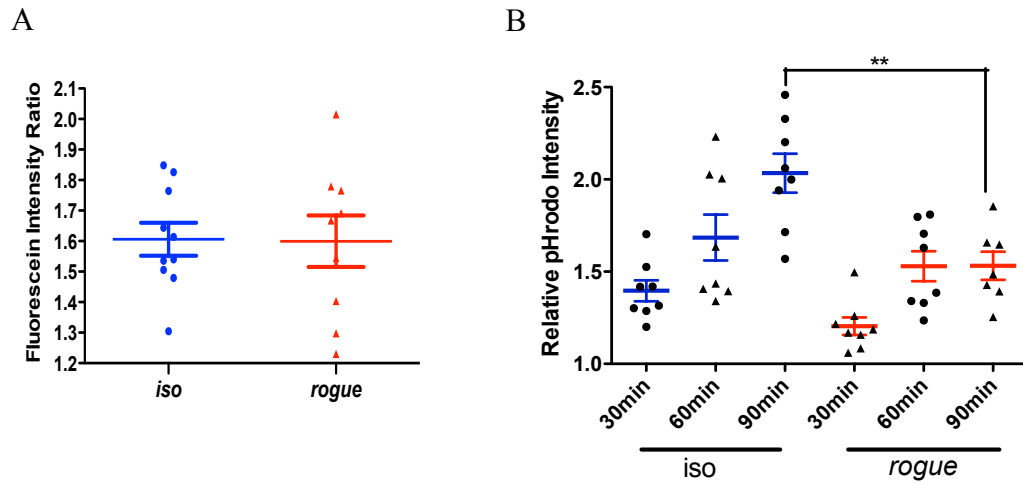 A
Fluorescein Intensity Ratio
2.1
2.0
1.9
1.8
1.7
1.6
1.5
1.4
1.3
1.2
iso
rogue
B
**
Relative pHrodo Intensity
2.5
2.0
1.5
1.0
30min
60min
90min
30min
60min
90min
iso
rogue